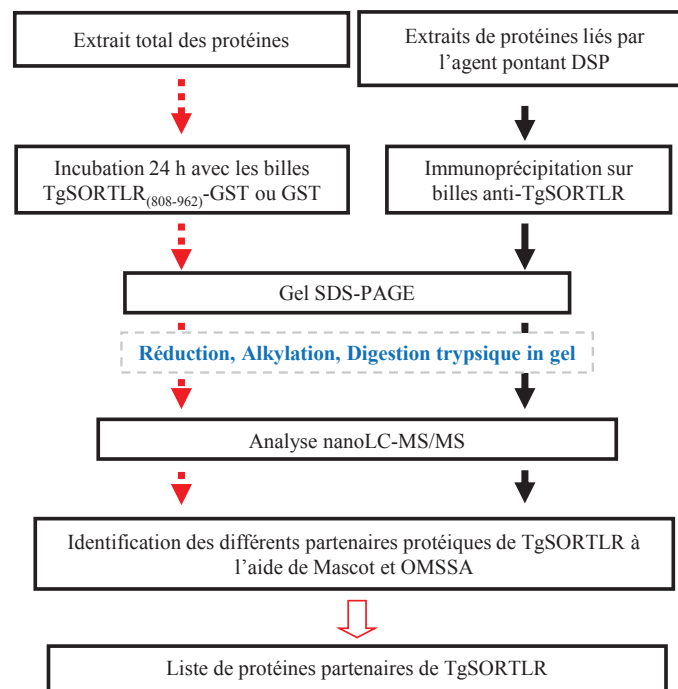 Extrait total des protéines
Extraits de protéines liés par
l'agent pontant DSP
Incubation 24 h avec les billes
TgSORTLR(808-962)-GST ou GST
Immunoprécipitation sur
billes anti-TgSORTLR
Gel SDS-PAGE
Réduction, Alkylation, Digestion trypsique in gel
Analyse nanoLC-MS/MS
Identification des différents partenaires protéiques de TgSORTLR à
l'aide de Mascot et OMSSA
Liste de protéines partenaires de TgSORTLR